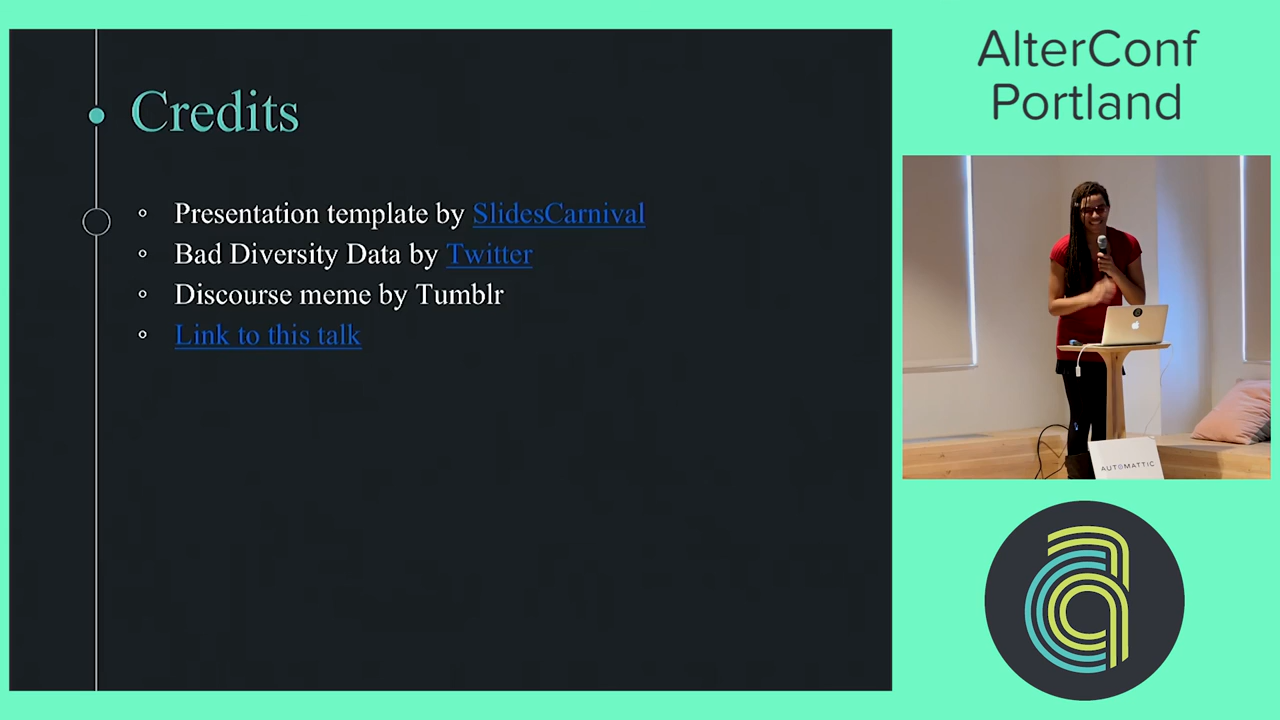 Credits
Presentation template by SlidesCarnival
Bad Diversity Data by Twitter
Discourse meme by Tumblr
Link to this talk
AlterConf
Portland
AUTOMATTIC